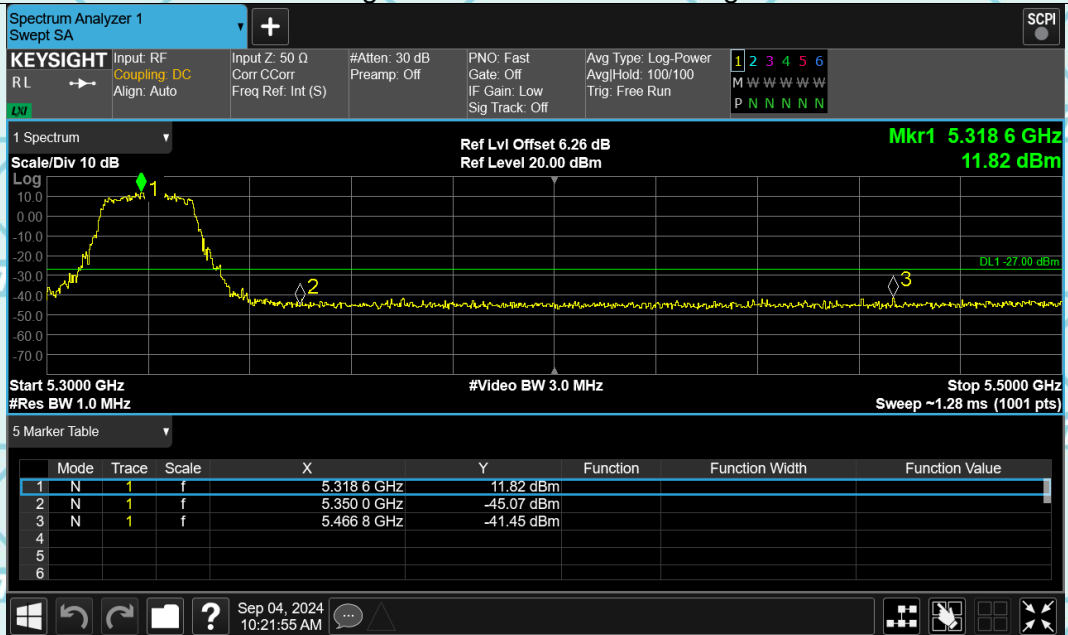 Spectrum Analyzer 1
Swept SA
+
SCPI
KEYSIGHT
RL
LXI
Input: RF
Coupling: DC
Align: Auto
Input Z: 50 Ω
Corr CCorr
Freq Ref: Int (S)
#Atten: 30 dB
Preamp: Off
PNO: Fast
Gate: Off
IF Gain: Low
Sig Track: Off
Avg Type: Log-Power
Avg|Hold: 100/100
Trig: Free Run
1 2 3 4 5 6
M W W W W W
P N N N N N
1 Spectrum
Scale/Div 10 dB
Ref Lvl Offset 6.26 dB
Ref Level 20.00 dBm
Mkr1 5.318 6 GHz
11.82 dBm
Log
10.0
0.00
-10.0
-20.0
-30.0
-40.0
-50.0
-60.0
-70.0
1
2
3
DL1 -27.00 dBm
Start 5.3000 GHz
#Video BW 3.0 MHz
Stop 5.5000 GHz
#Res BW 1.0 MHz
Sweep ~1.28 ms (1001 pts)
5 Marker Table
Mode Trace Scale X Y Function Function Width Function Value
1 N 1 f 5.318 6 GHz 11.82 dBm
2 N 1 f 5.350 0 GHz -45.07 dBm
3 N 1 f 5.466 8 GHz -41.45 dBm
4
5
6
?
Sep 04, 2024
10:21:55 AM